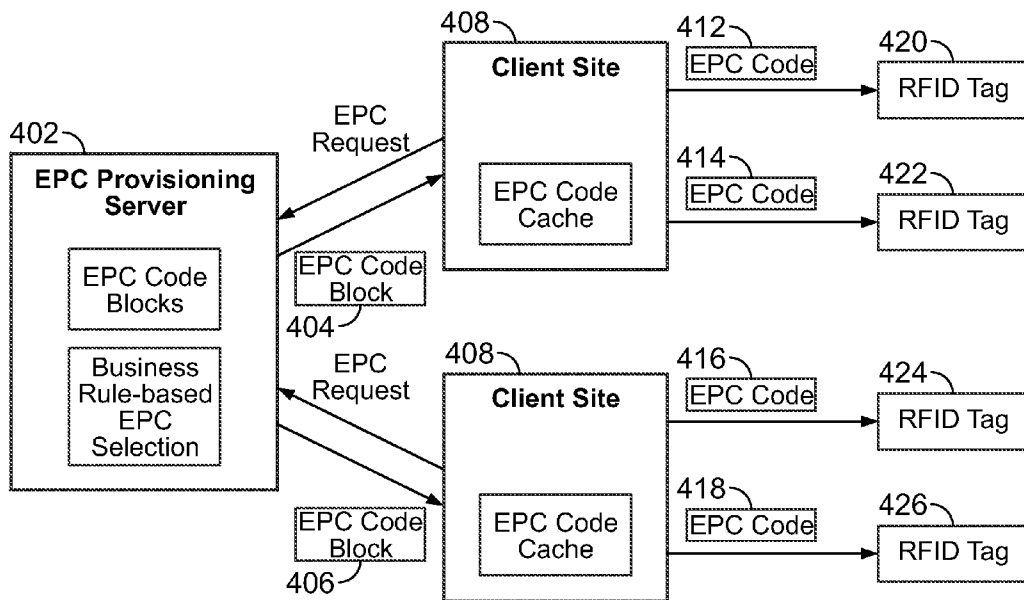 402
EPC Provisioning
Server
EPC Code
Blocks
Business
Rule-based
EPC
Selection
EPC
Request
EPC Code
Block
404
EPC
Request
EPC Code
Block
406
408
Client Site
EPC Code
Cache
408
Client Site
EPC Code
Cache
412
EPC Code
414
EPC Code
416
EPC Code
418
EPC Code
420
RFID Tag
422
RFID Tag
424
RFID Tag
426
RFID Tag